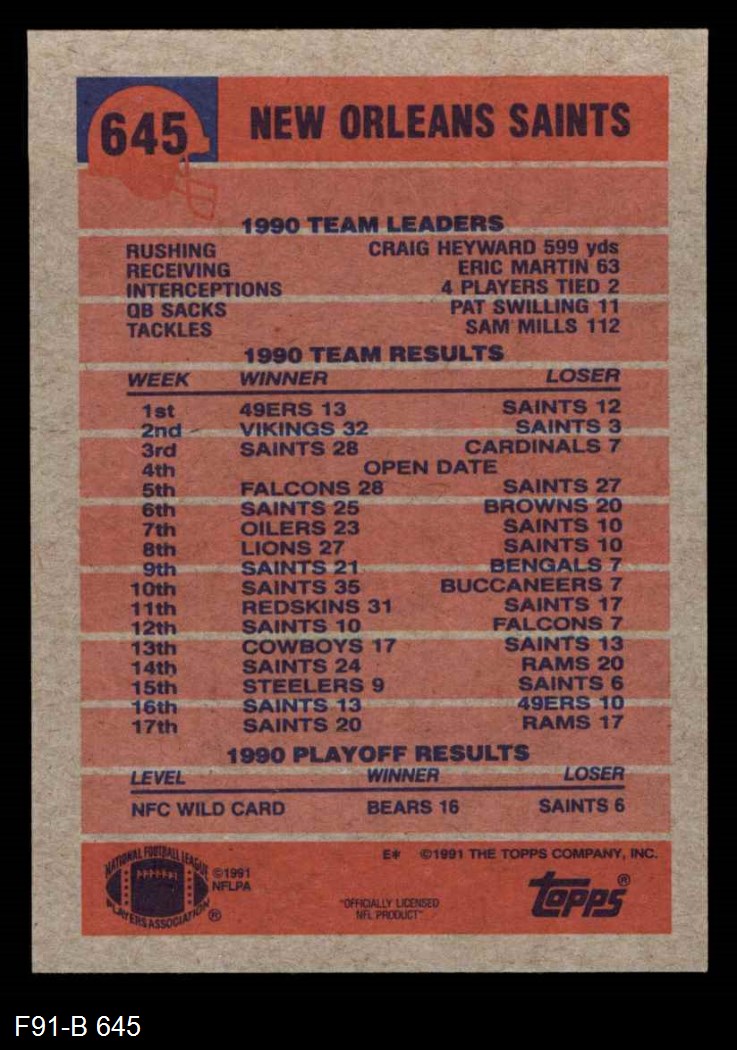 645 NEW ORLEANS SAINTS
1990 TEAM LEADERS
RUSHING CRAIG HEYWARD 599 yds
RECEIVING ERIC MARTIN 63
INTERCEPTIONS 4 PLAYERS TIED 2
QB SACKS PAT SWILLING 11
TACKLES SAM MILLS 112
1990 TEAM RESULTS
WEEK WINNER LOSER
1st 49ERS 13 SAINTS 12
2nd VIKINGS 32 SAINTS 3
3rd SAINTS 28 CARDINALS 7
4th OPEN DATE
5th FALCONS 28 SAINTS 27
6th SAINTS 25 BROWNS 20
7th OILERS 23 SAINTS 10
8th LIONS 27 SAINTS 10
9th SAINTS 21 BENGALS 7
10th SAINTS 35 BUCCANEERS 7
11th REDSKINS 31 SAINTS 17
12th SAINTS 10 FALCONS 7
13th COWBOYS 17 SAINTS 13
14th SAINTS 24 RAMS 20
15th STEELERS 9 SAINTS 6
16th SAINTS 13 49ERS 10
17th SAINTS 20 RAMS 17
1990 PLAYOFF RESULTS
LEVEL WINNER LOSER
NFC WILD CARD BEARS 16 SAINTS 6
E* ©1991 THE TOPPS COMPANY, INC.
NATIONAL FOOTBALL LEAGUE
PLAYERS ASSOCIATION ®
©1991
NFLPA
"OFFICIALLY LICENSED
NFL PRODUCT"
topps®
F91-B 645